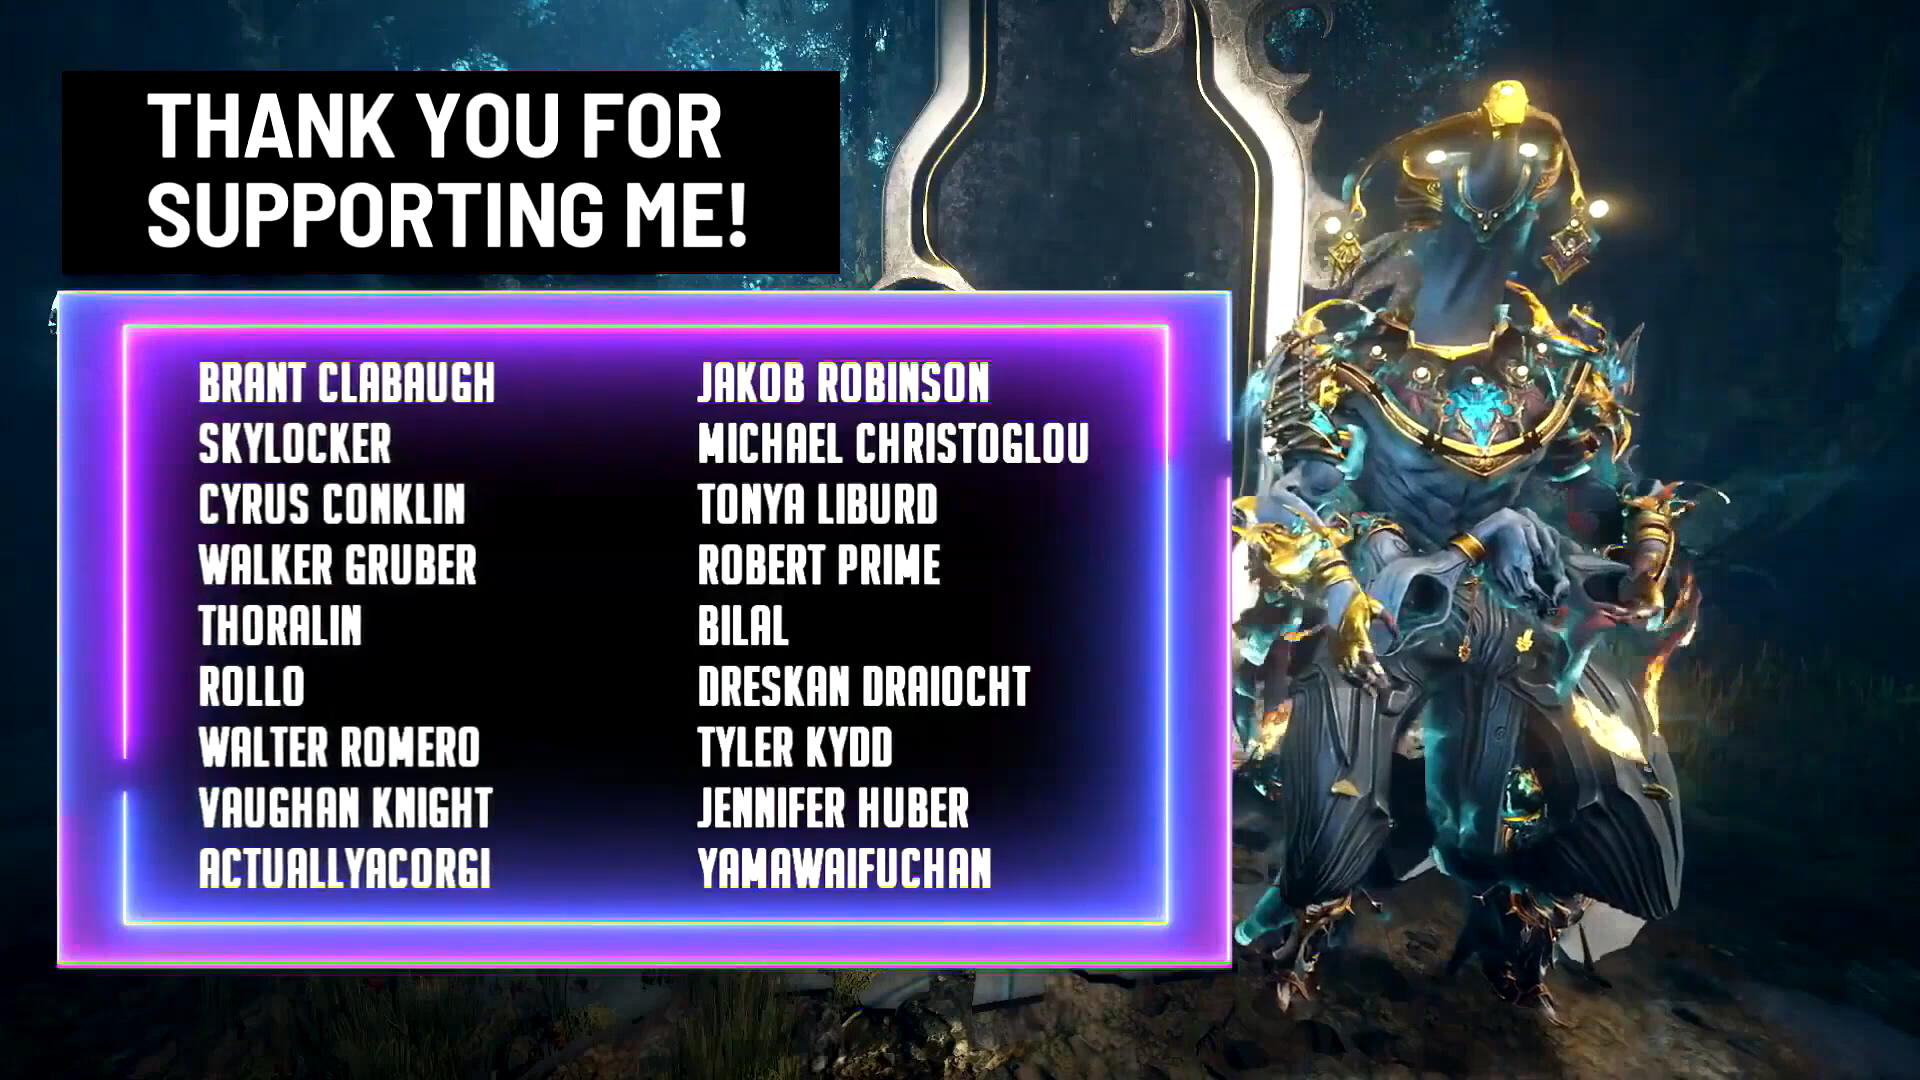 THANK YOU FOR
SUPPORTING ME!
BRANT CLABAUGH
SKYLOCKER
CYRUS CONKLIN
WALKER GRUBER
THORALIN
ROLLO
WALTER ROMERO
VAUGHAN KNIGHT
ACTUALLYACORGI
JAKOB ROBINSON
MICHAEL CHRISTOGLOU
TONYA LIBURD
ROBERT PRIME
BILAL
DRESKAN DRAIOCHT
TYLER KYDD
JENNIFER HUBER
YAMAWAIFUCHAN